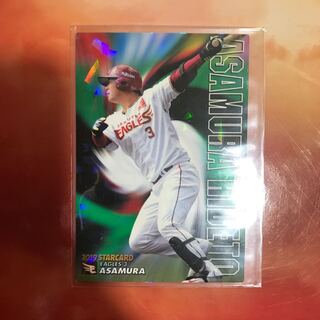 ASAMURA HIDETO
EAGLES
3
2019 STARCARD
EAGLES-3
ASAMURA